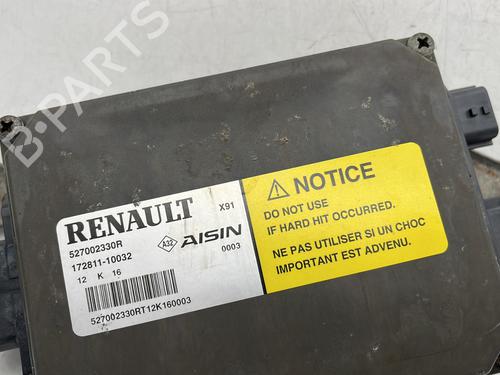 B-Parts
RENAULT
X91
527002330R
A32
AISIN
172811-10032
0003
12 K 16
527002330RT12K160003
NOTICE
DO NOT USE
IF HARD HIT OCCURRED.
NE PAS UTILISER SI UN CHOC
IMPORTANT EST ADVENU.